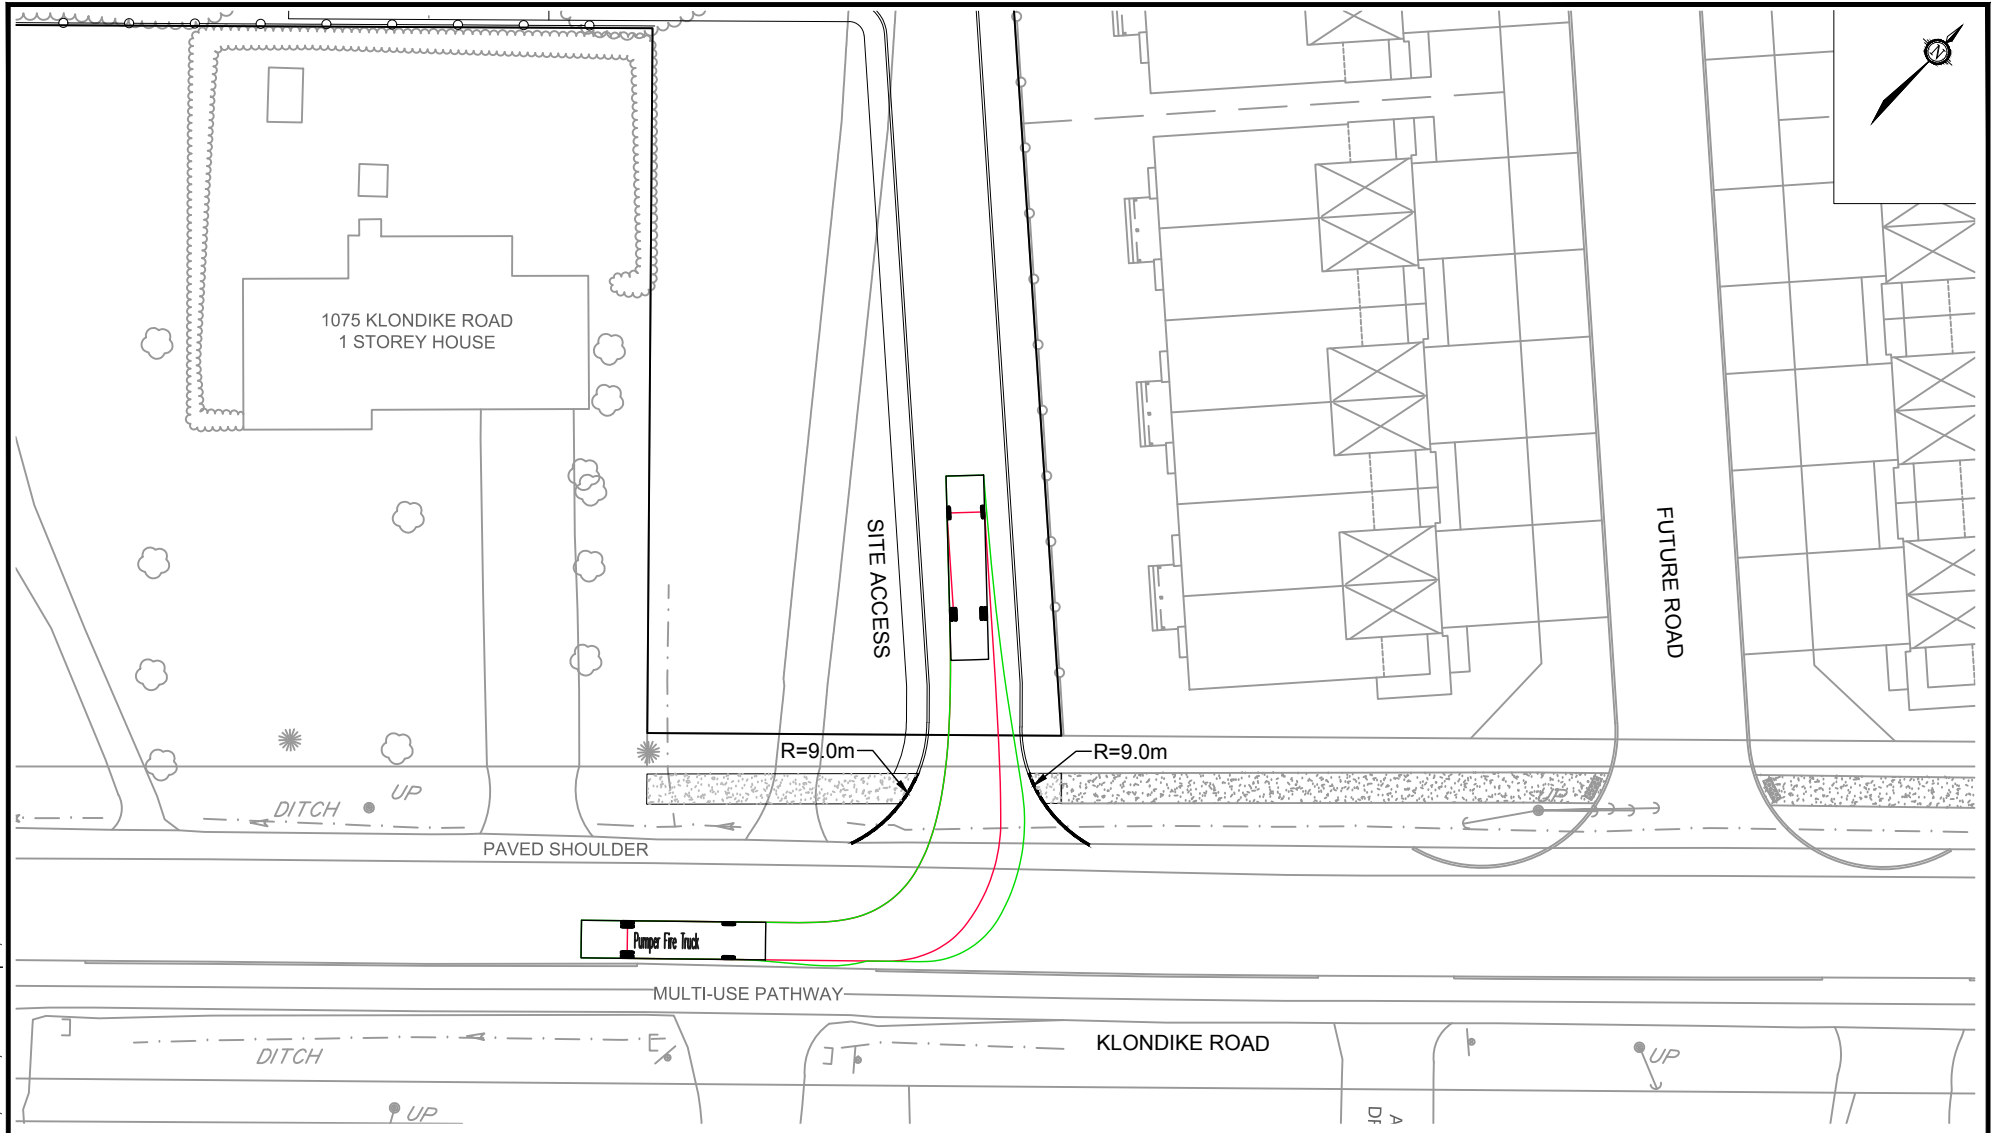 N
1075 KLONDIKE ROAD
1 STOREY HOUSE
SITE ACCESS
FUTURE ROAD
R=9.0m
R=9.0m
DITCH
UP
UP
PAVED SHOULDER
Pumper Fire Truck
MULTI-USE PATHWAY
KLONDIKE ROAD
DITCH
UP
UP